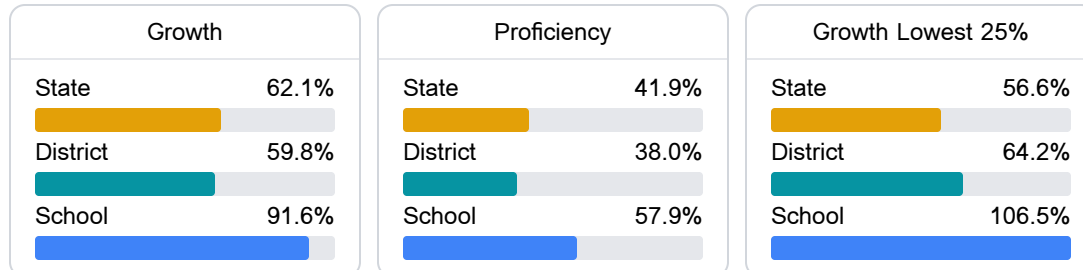 Growth
State 62.1%
District 59.8%
School 91.6%
Proficiency
State 41.9%
District 38.0%
School 57.9%
Growth Lowest 25%
State 56.6%
District 64.2%
School 106.5%